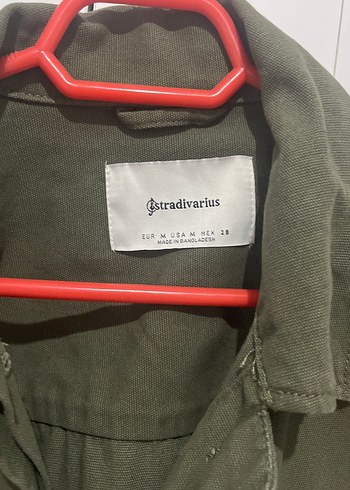 stradivarius
EUR M USA M MEX 28
MADE IN BANGLADESH